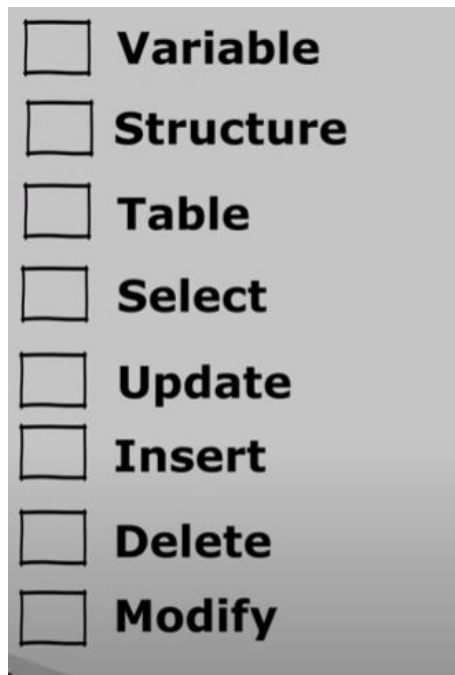 Variable
Structure
Table
Select
Update
Insert
Delete
Modify